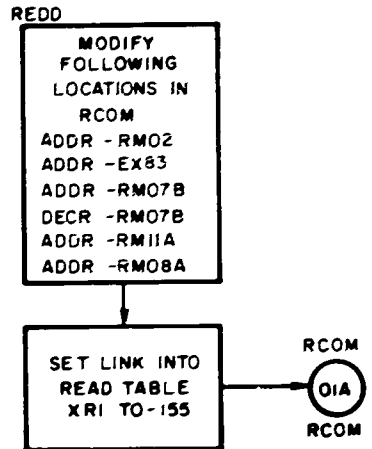 REDD
MODIFY
FOLLOWING
LOCATIONS IN
RCOM
ADDR -RM02
ADDR -EX83
ADDR -RM07B
DECR -RM07B
ADDR -RM11A
ADDR -RM08A
SET LINK INTO
READ TABLE
XR1 TO-155
RCOM
01A
RCOM